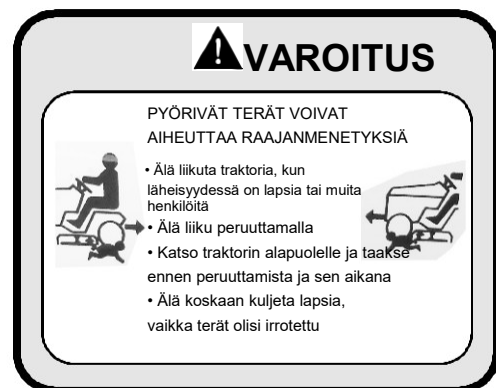 VAROITUS
PYÖRIVÄT TERÄT VOIVAT
AIHEUTTAA RAAJANMENETYKSIÄ
• Älä liikuta traktoria, kun
läheisyydessä on lapsia tai muita
henkilöitä
• Älä liiku peruuttamalla
• Katso traktorin alapuolelle ja taakse
ennen peruuttamista ja sen aikana
• Älä koskaan kuljeta lapsia,
vaikka terät olisi irrotettu